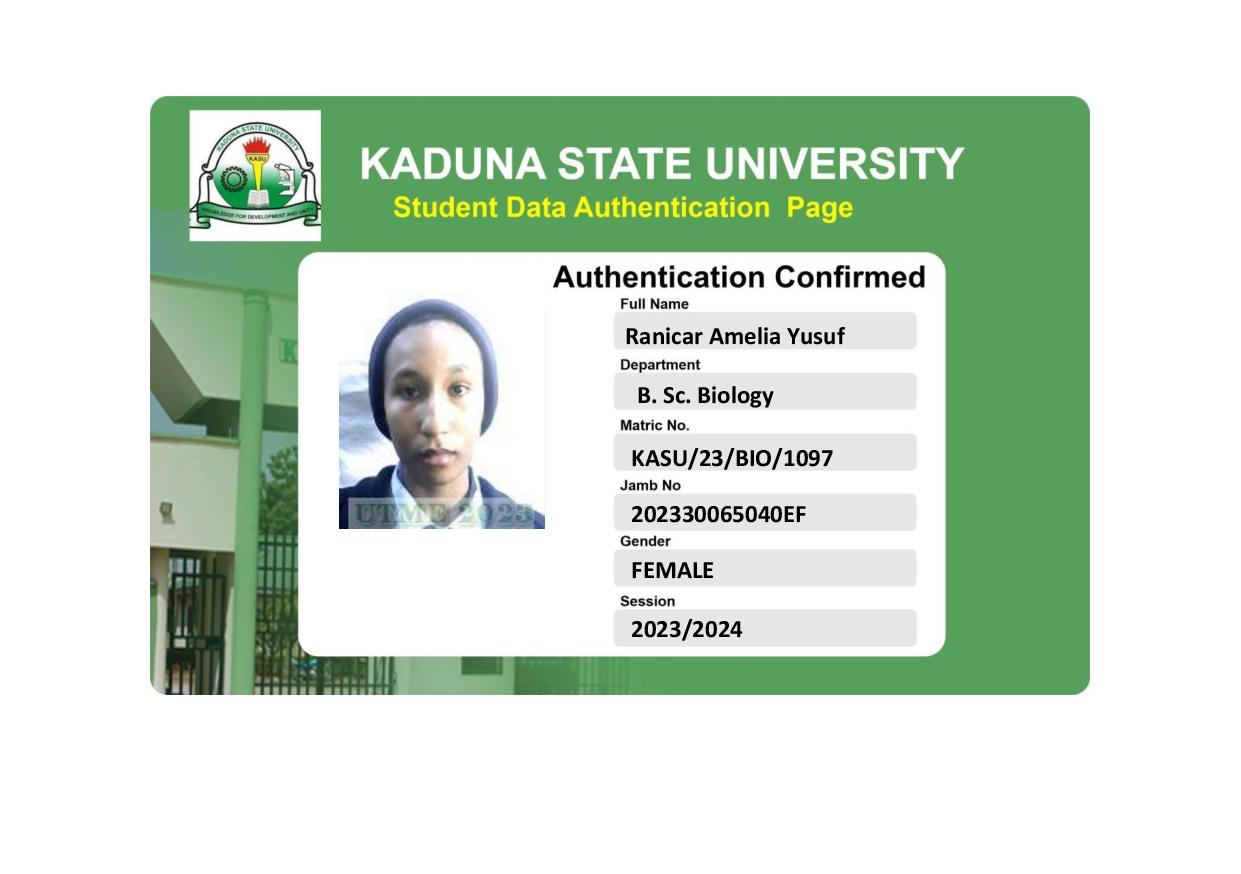 KADUNA STATE UNIVERSITY
KASU
KNOWLEDGE FOR DEVELOPMENT AND UNITY
KADUNA STATE UNIVERSITY
Student Data Authentication Page
Authentication Confirmed
Full Name
Ranicar Amelia Yusuf
Department
B. Sc. Biology
Matric No.
KASU/23/BIO/1097
Jamb No
202330065040EF
Gender
FEMALE
Session
2023/2024
UTME 2023
K